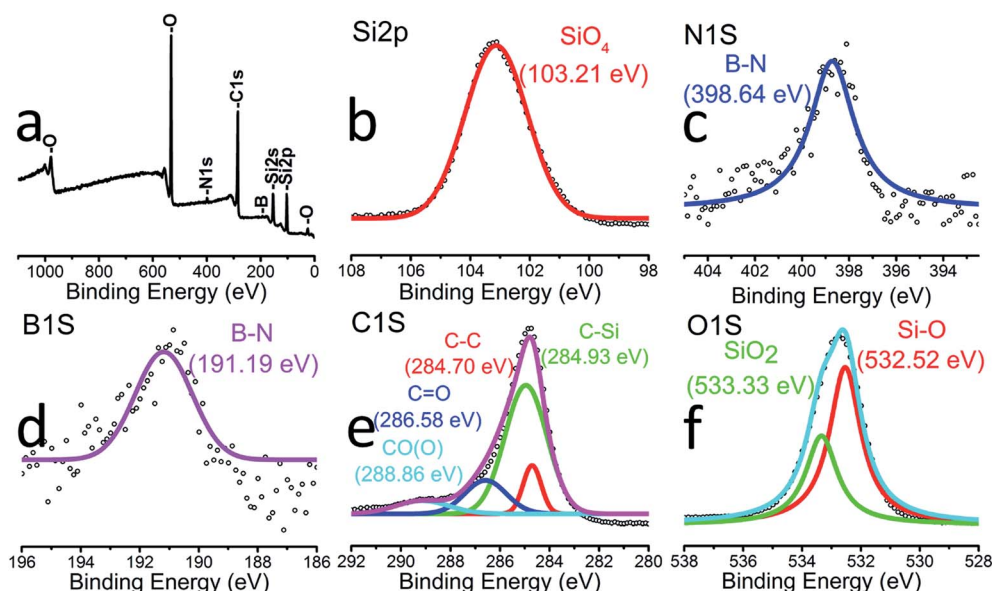 a
O
O
N1s
C1s
B
Si2s
Si2p
O
1000 800 600 400 200 0
Binding Energy (eV)
Si2p
b
SiO4
(103.21 eV)
108 106 104 102 100 98
Binding Energy (eV)
N1S
B-N
(398.64 eV)
c
404 402 400 398 396 394
Binding Energy (eV)
B1S
B-N
(191.19 eV)
d
196 194 192 190 188 186
Binding Energy (eV)
C1S
C-C
(284.70 eV)
C-Si
(284.93 eV)
C=O
(286.58 eV)
CO(O)
(288.86 eV)
e
292 290 288 286 284 282 280
Binding Energy (eV)
O1S
Si-O
(532.52 eV)
SiO2
(533.33 eV)
f
538 536 534 532 530 528
Binding Energy (eV)